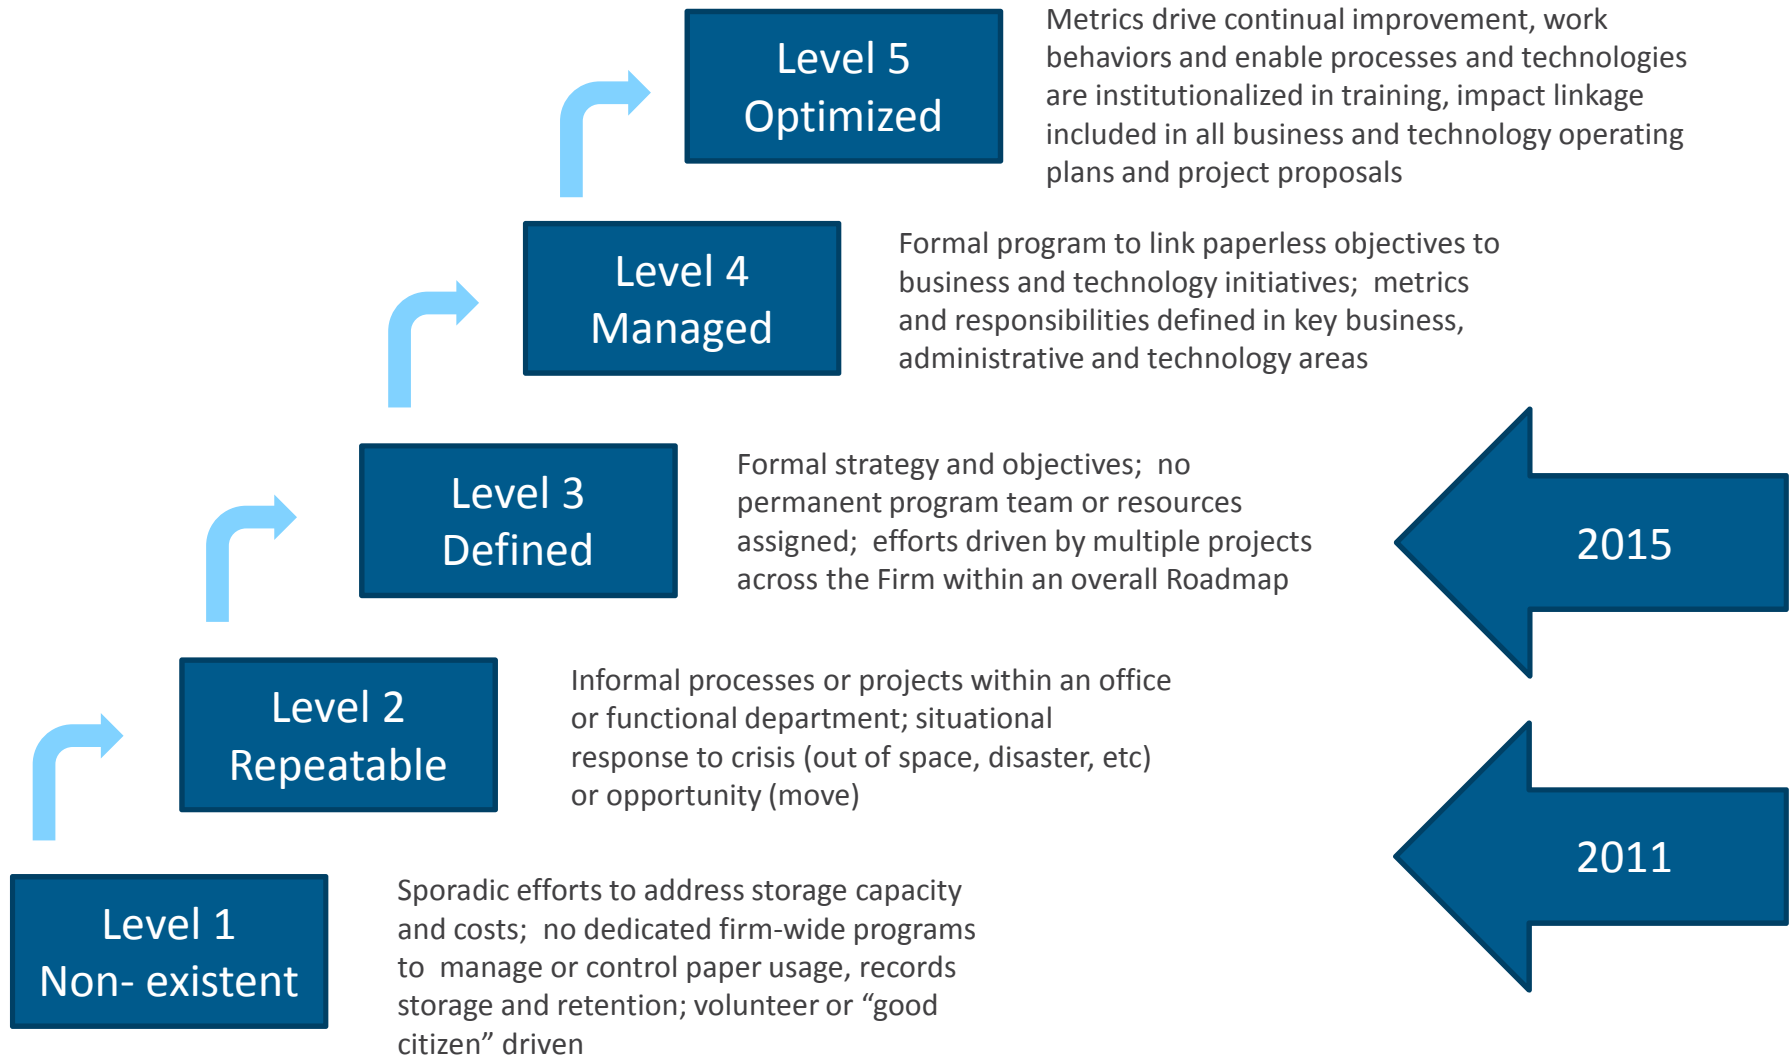 Level 5
Optimized
Metrics drive continual improvement, work
behaviors and enable processes and technologies
are institutionalized in training, impact linkage
included in all business and technology operating
plans and project proposals
Level 4
Managed
Formal program to link paperless objectives to
business and technology initiatives;  metrics
and responsibilities defined in key business,
administrative and technology areas
Level 3
Defined
Formal strategy and objectives;  no
permanent program team or resources
assigned;  efforts driven by multiple projects
across the Firm within an overall Roadmap
2015
Level 2
Repeatable
Informal processes or projects within an office
or functional department; situational
response to crisis (out of space, disaster, etc)
or opportunity (move)
2011
Level 1
Non- existent
Sporadic efforts to address storage capacity
and costs;  no dedicated firm-wide programs
to  manage or control paper usage, records
storage and retention; volunteer or “good
citizen” driven